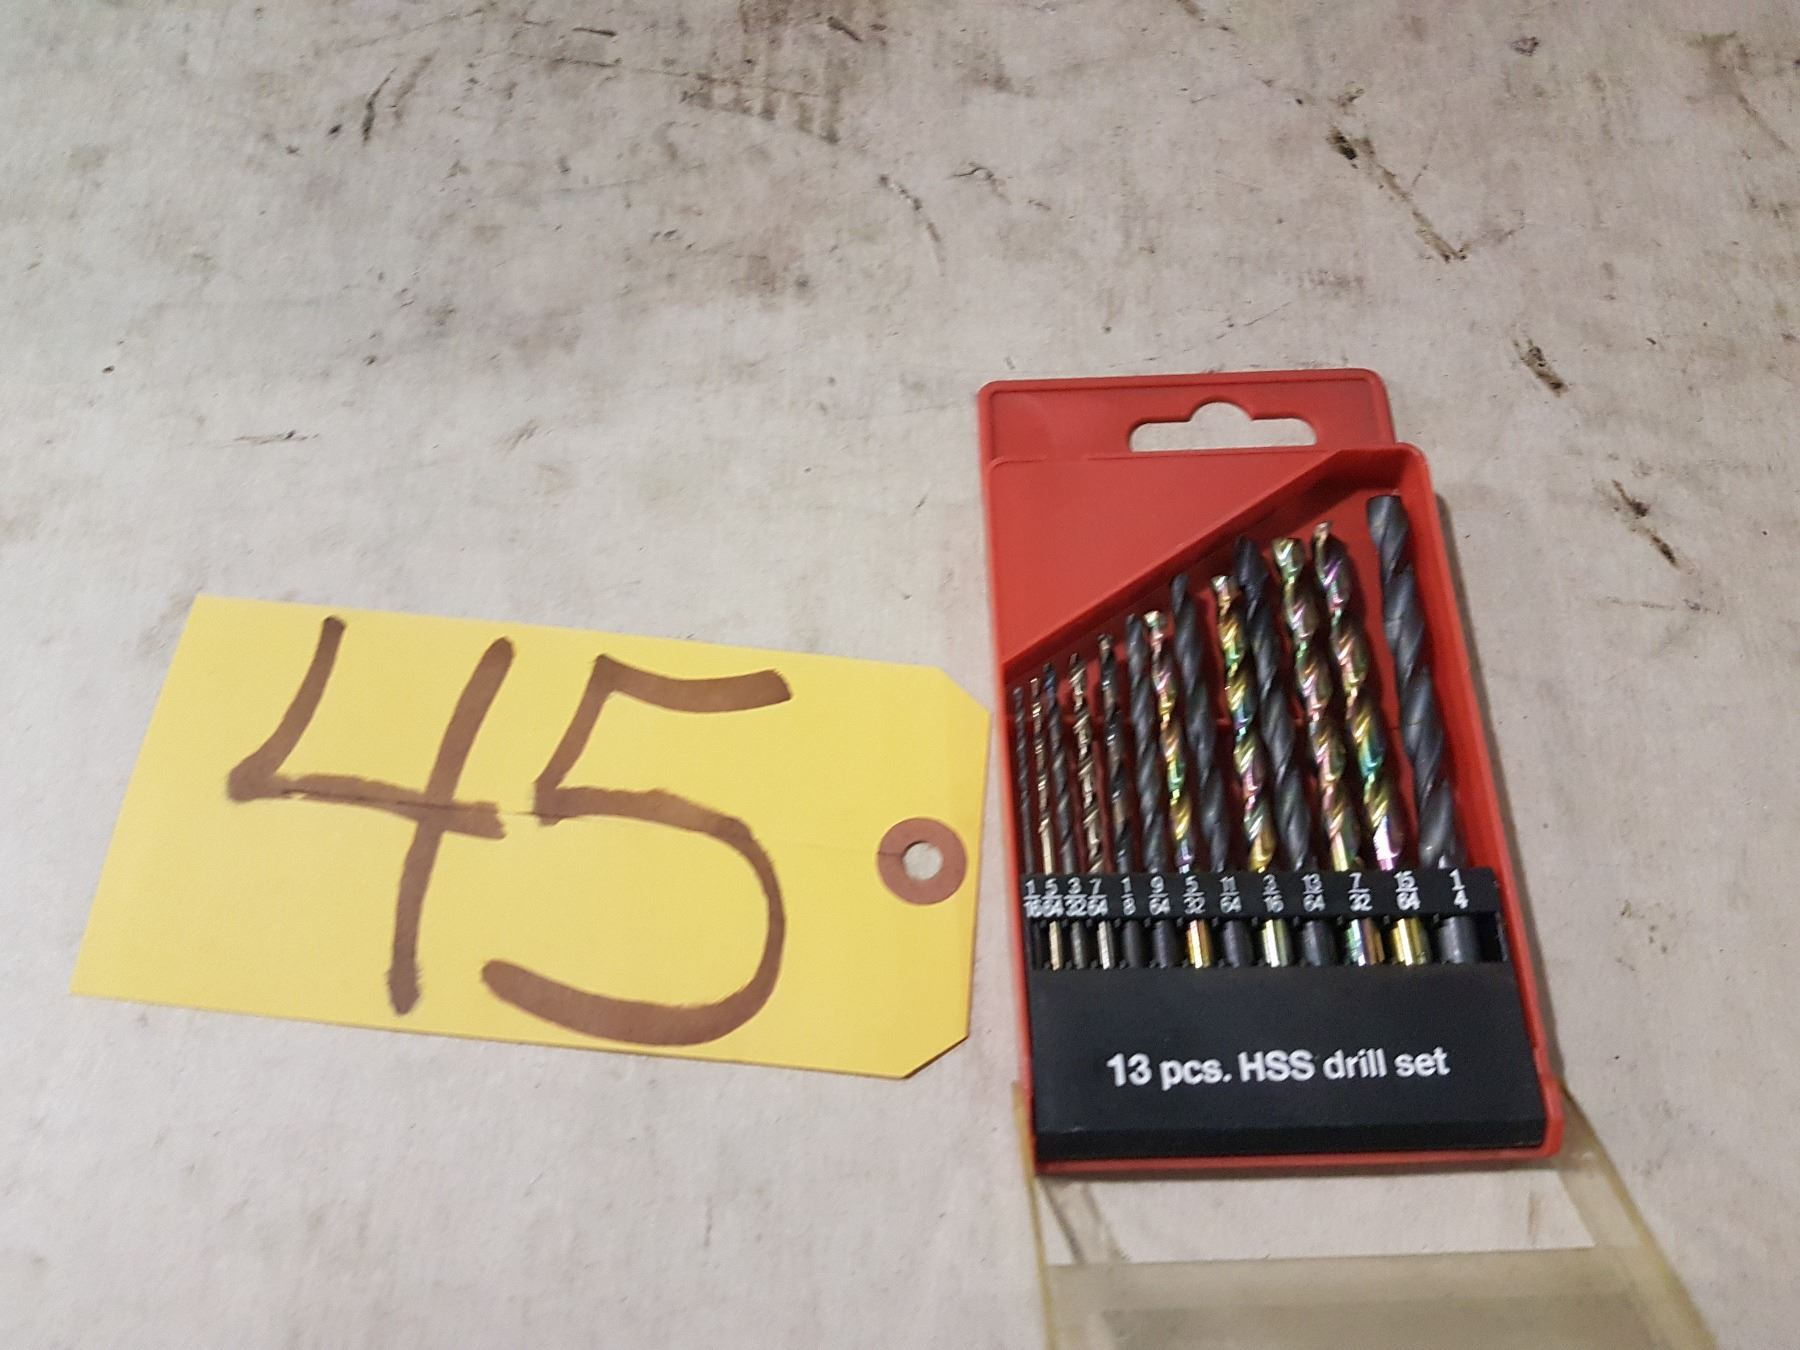 45
1/16 5/64 3/32 7/64 1/8 9/64 5/32 11/64 3/16 13/64 7/32 15/64 1/4
13 pcs. HSS drill set